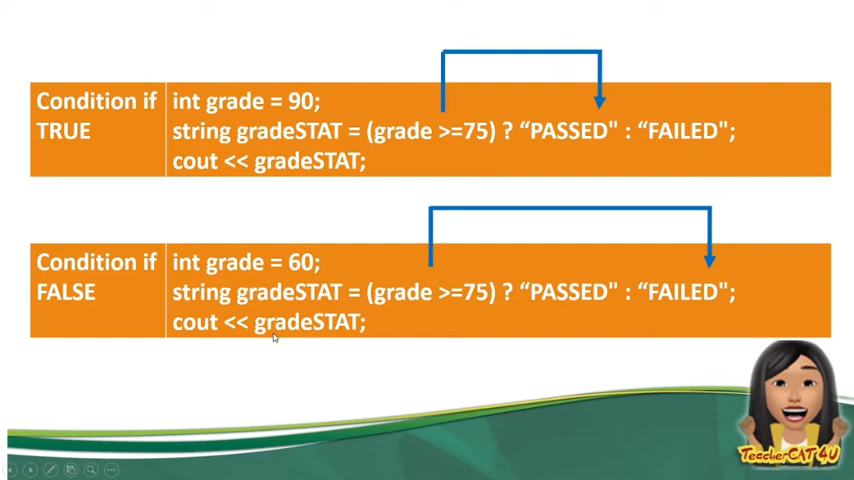 Condition if
TRUE
int grade = 90;
string gradeSTAT = (grade >=75) ? “PASSED" : “FAILED";
cout << gradeSTAT;
Condition if
FALSE
int grade = 60;
string gradeSTAT = (grade >=75) ? “PASSED" : “FAILED";
cout << gradeSTAT;
TeacherCAT 4U